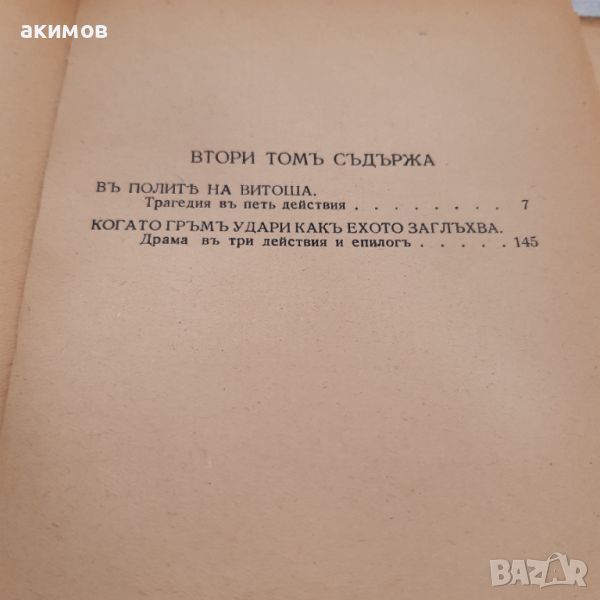 акимов
ВТОРИ ТОМЪ СЪДЪРЖА
ВЪ ПОЛИТѢ НА ВИТОША.
Трагедия въ петь действия . . . . . . . . 7
КОГАТО ГРЪМЪ УДАРИ КАКЪ ЕХОТО ЗАГЛЪХВА.
Драма въ три действия и епилогъ . . . . . 145
BAZAR